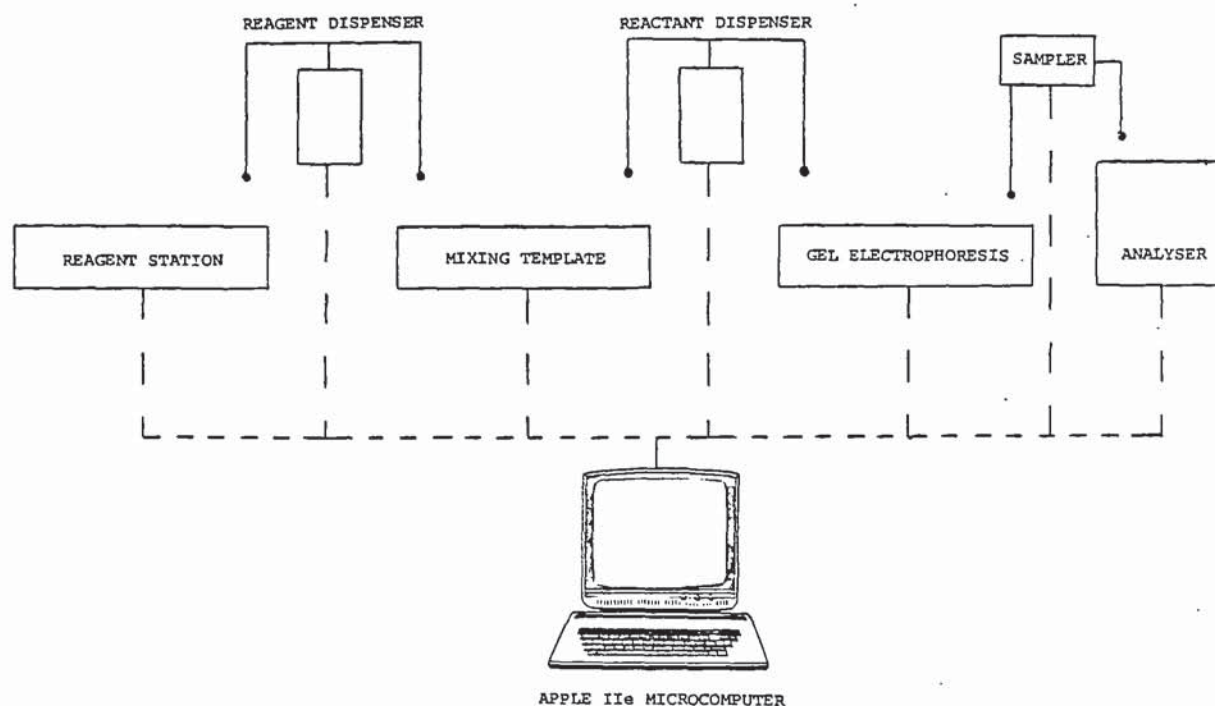 REAGENT DISPENSER
REACTANT DISPENSER
SAMPLER
REAGENT STATION
MIXING TEMPLATE
GEL ELECTROPHORESIS
ANALYSER
APPLE IIe MICROCOMPUTER